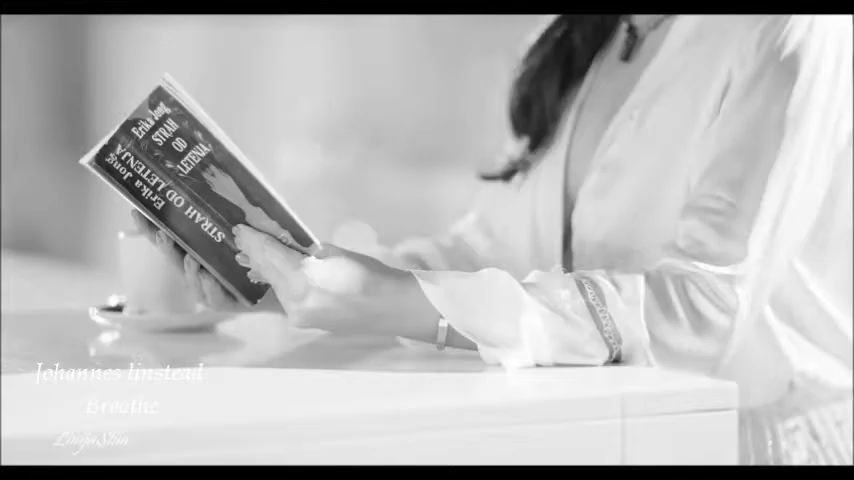 Erika Jong
STRAH
OD
LETENJA
Erika Jong
STRAH OD LETENJA
Johannes linstead
Breathe